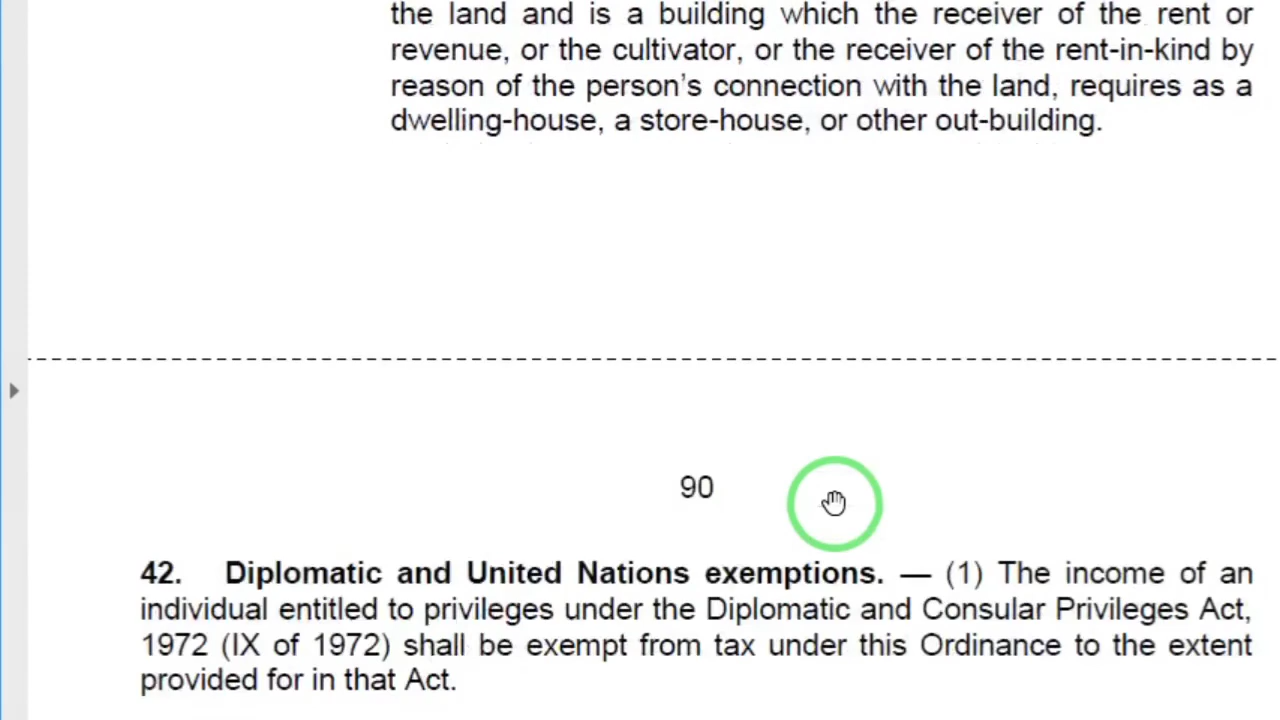 the land and is a building which the receiver of the rent or
revenue, or the cultivator, or the receiver of the rent-in-kind by
reason of the person's connection with the land, requires as a
dwelling-house, a store-house, or other out-building.
90
42. Diplomatic and United Nations exemptions. — (1) The income of an
individual entitled to privileges under the Diplomatic and Consular Privileges Act,
1972 (IX of 1972) shall be exempt from tax under this Ordinance to the extent
provided for in that Act.